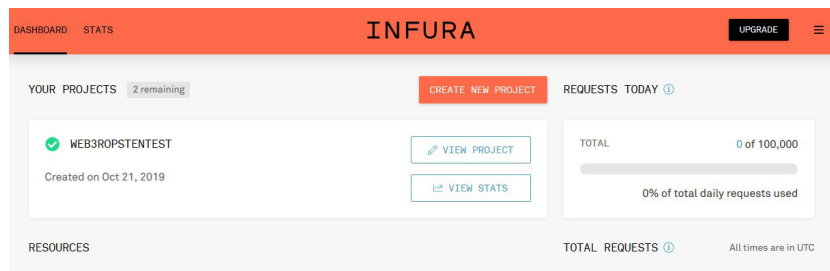 DASHBOARD STATS INFURA UPGRADE
YOUR PROJECTS 2 remaining CREATE NEW PROJECT REQUESTS TODAY
WEB3ROPSTENTEST VIEW PROJECT TOTAL 0 of 100,000
Created on Oct 21, 2019 VIEW STATS 0% of total daily requests used
RESOURCES TOTAL REQUESTS All times are in UTC